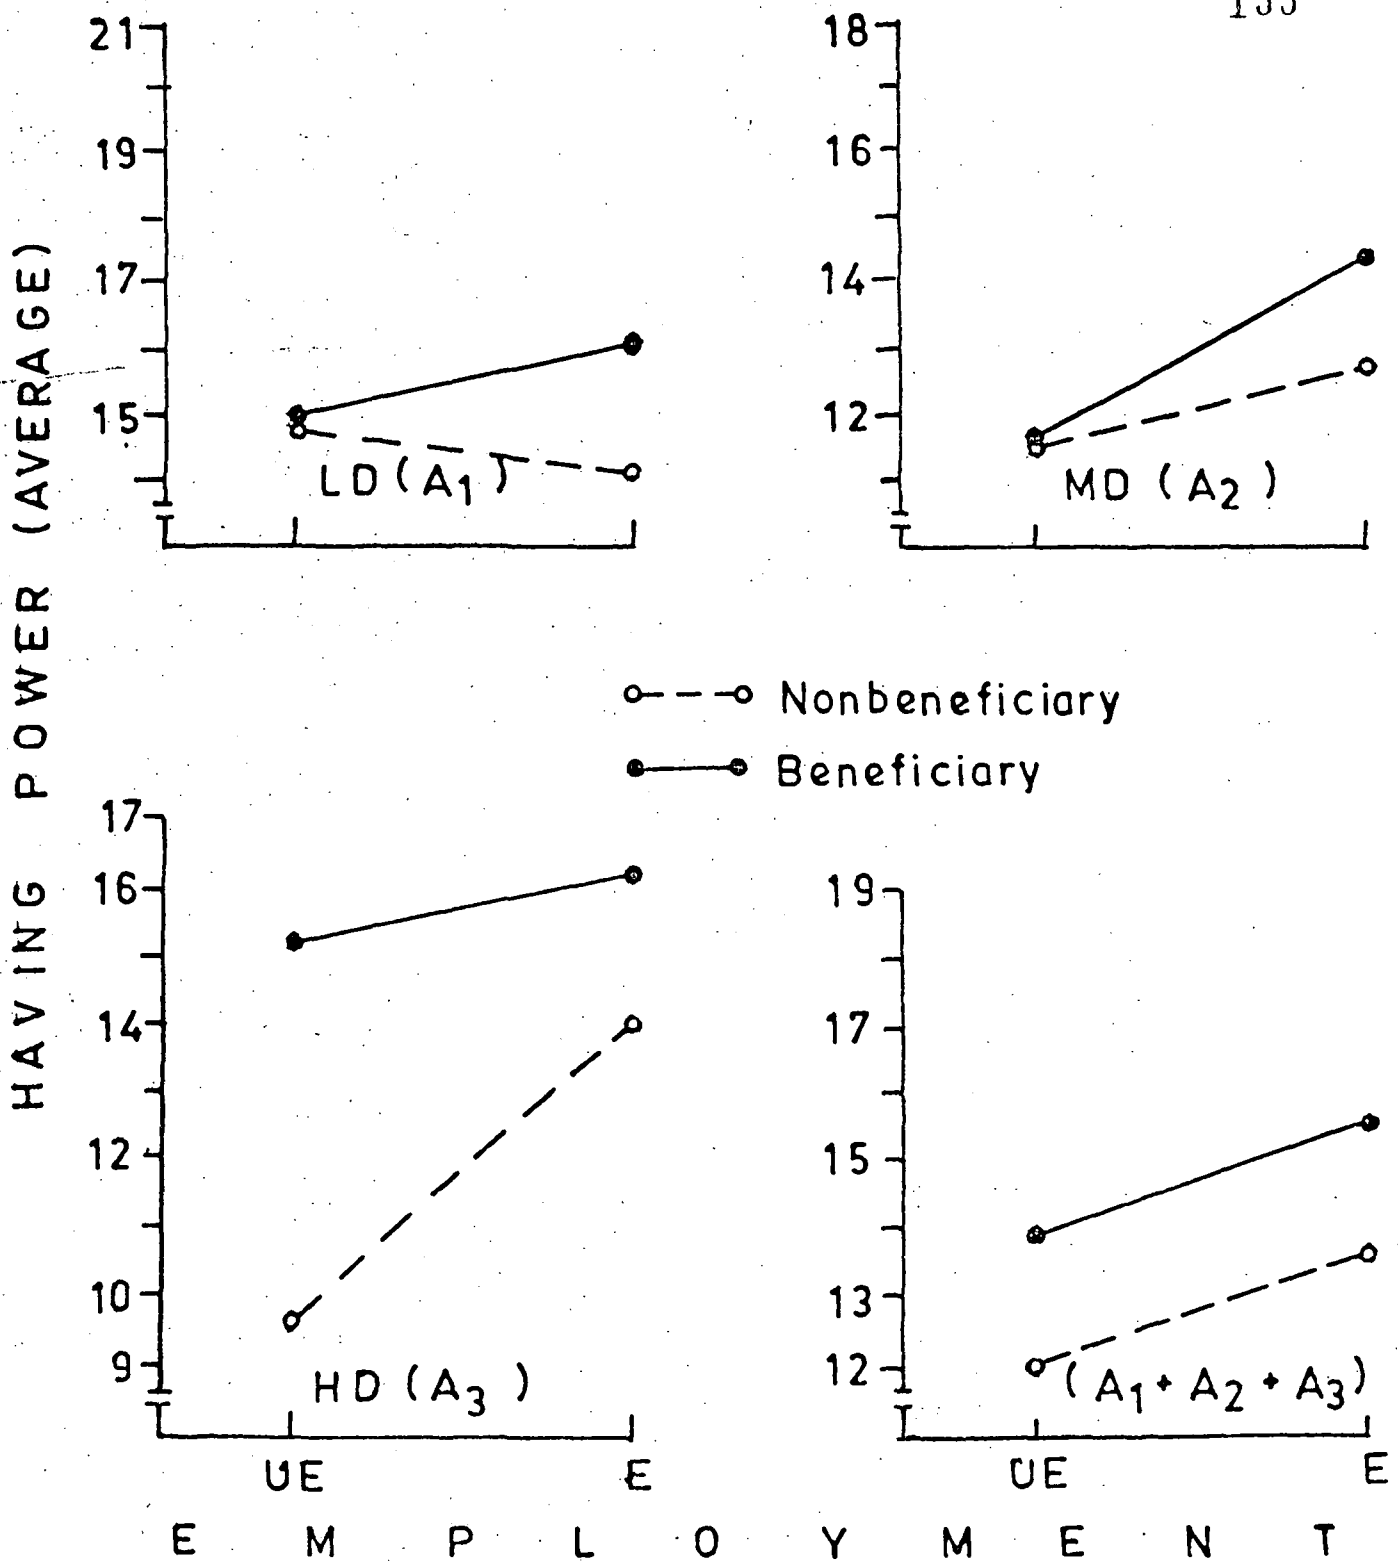 21
19
17
15
LD (A1)
18
16
14
12
MD (A2)
HAVING POWER (AVERAGE)
Nonbeneficiary
Beneficiary
17
16
14
12
10
9
HD (A3)
UE E
19
17
15
13
12
(A1 + A2 + A3)
UE E
EMPLOYMENT